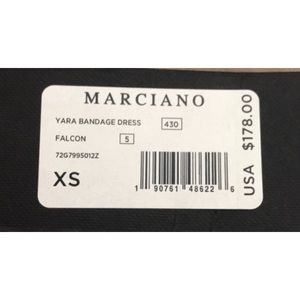 MARCIANO
YARA BANDAGE DRESS 430
FALCON 5
72G7995012Z
XS
1 90761 48622 6
USA $178.00